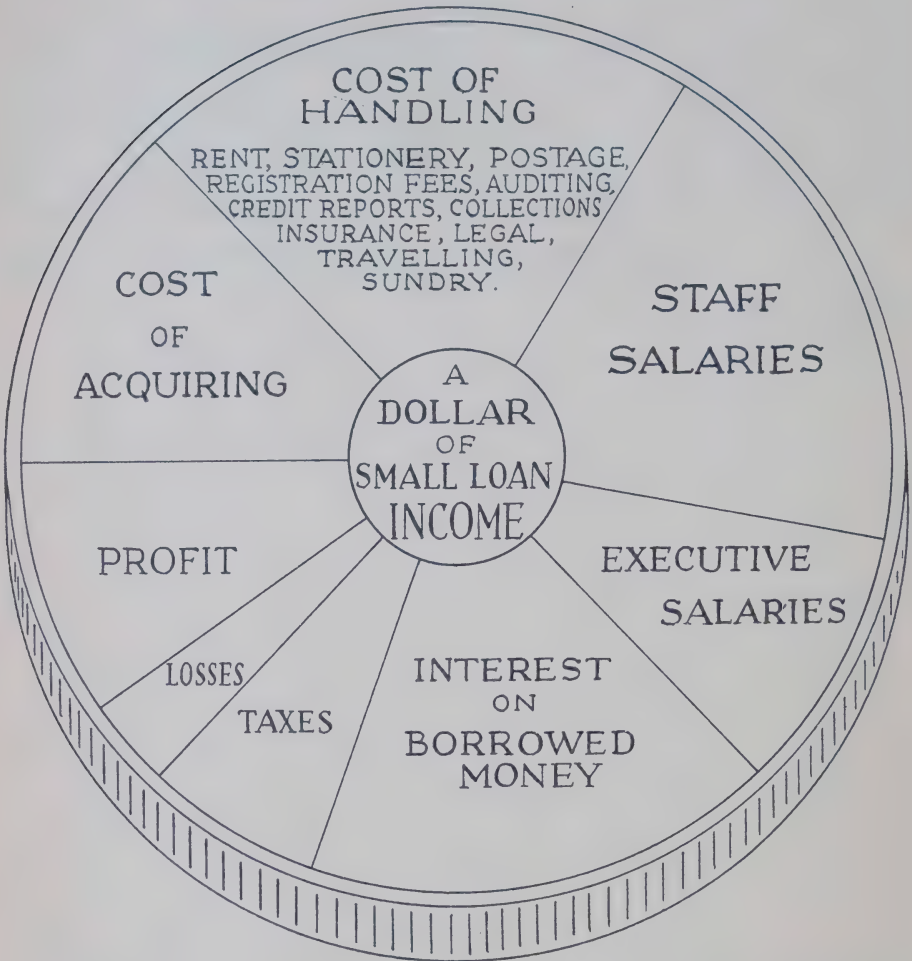 COST OF
HANDLING
RENT, STATIONERY, POSTAGE,
REGISTRATION FEES, AUDITING,
CREDIT REPORTS, COLLECTIONS
INSURANCE, LEGAL,
TRAVELLING,
SUNDRY.
STAFF
SALARIES
EXECUTIVE
SALARIES
INTEREST
ON
BORROWED
MONEY
TAXES
LOSSES
PROFIT
COST
OF
ACQUIRING
A
DOLLAR
OF
SMALL LOAN
INCOME